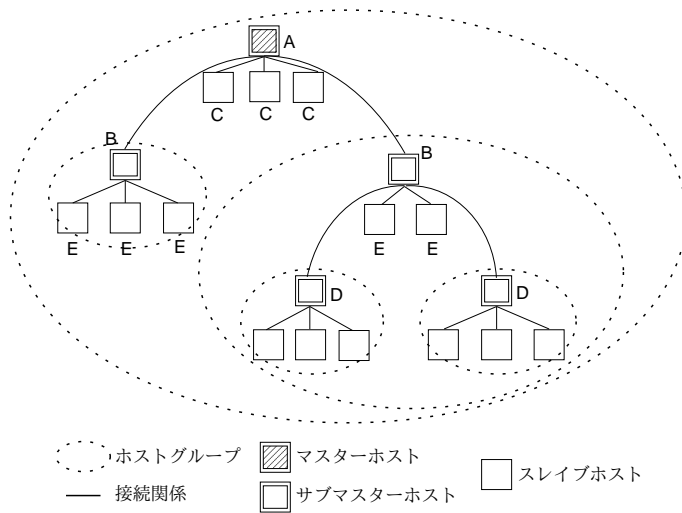 A
C C C
B
B
E E E
E E
D
D
ホストグループ
マスターホスト
スレイブホスト
接続関係
サブマスターホスト